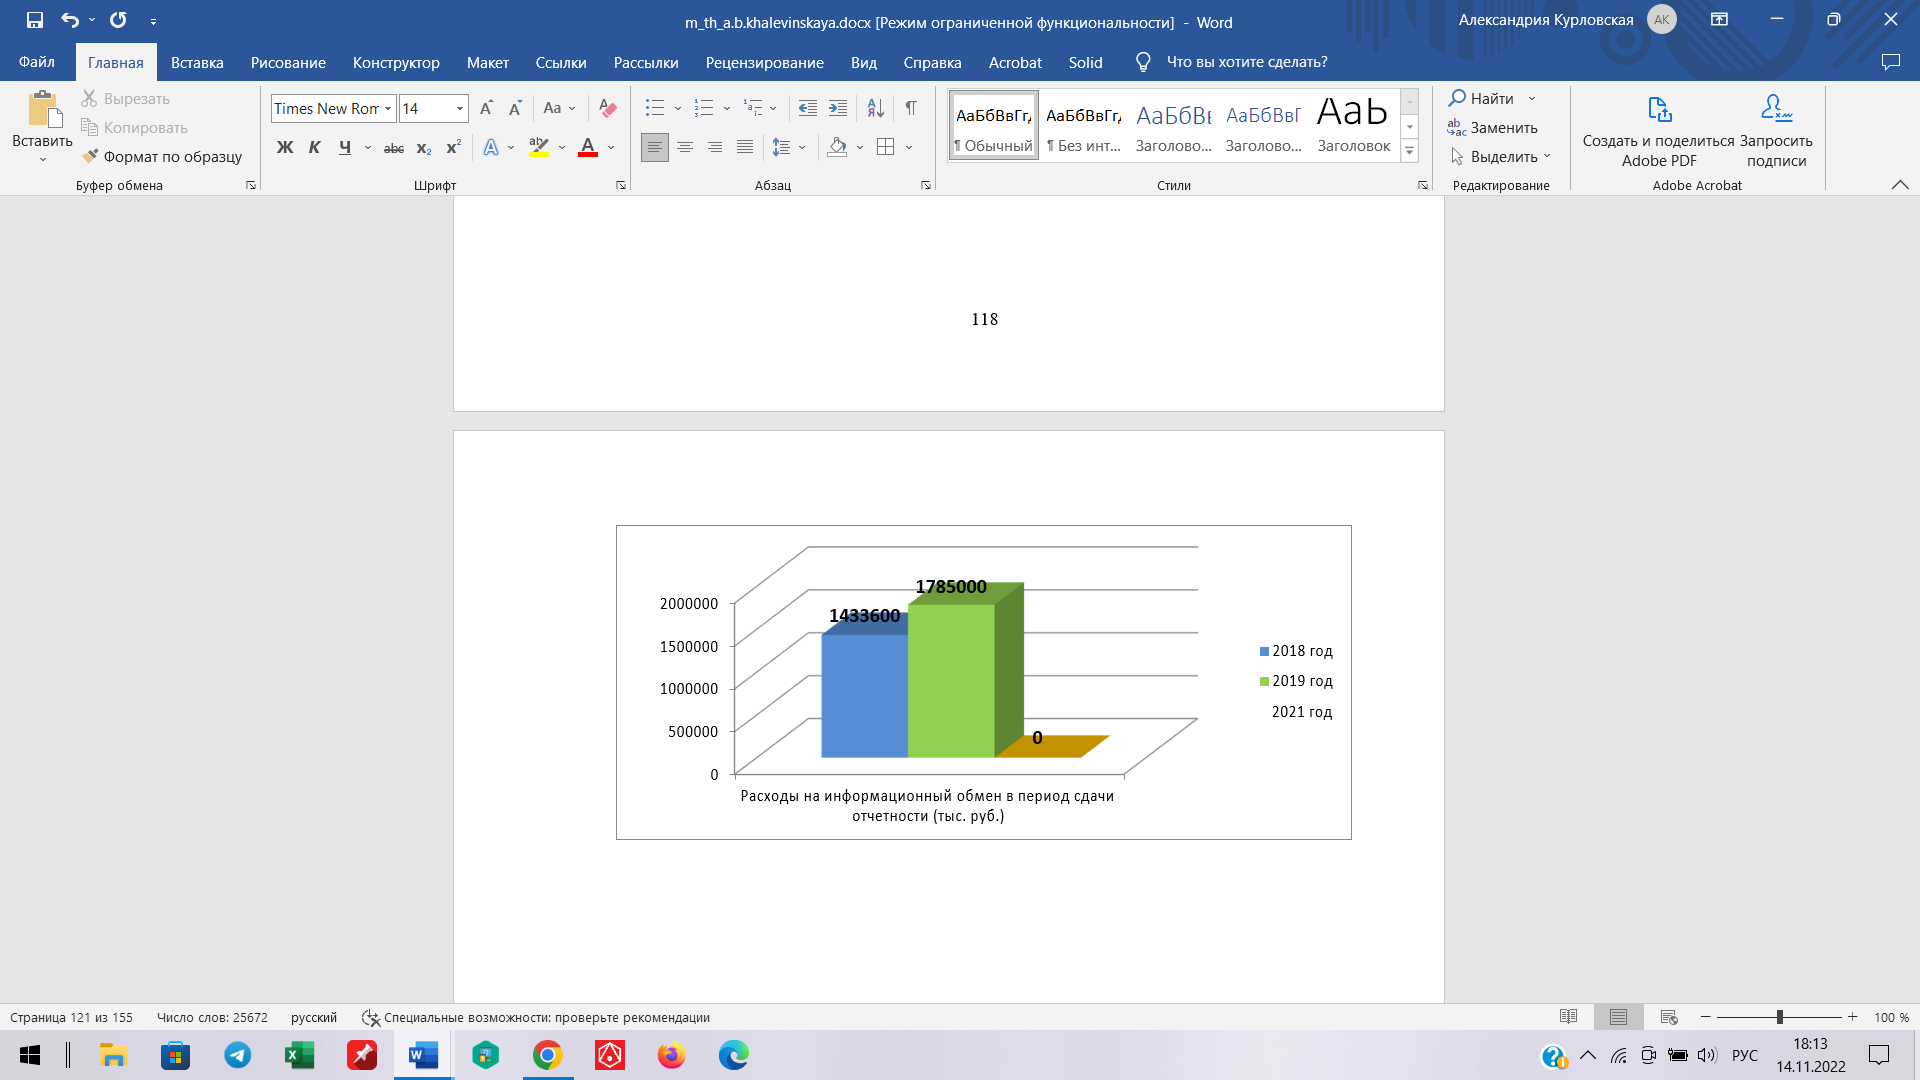 m_th_a.b.khalevinskaya.docx [Режим ограниченной функциональности] - Word
Александрия Курловская
АК
Файл Главная Вставка Рисование Конструктор Макет Ссылки Рассылки Рецензирование Вид Справка Acrobat Solid Что вы хотите сделать?
Вставить
Вырезать
Копировать
Формат по образцу
Буфер обмена
Times New Ror 14
Шрифт
Абзац
АаБбВвГг, АаБбВвГг, АаБбВв АаБбВвГ АаЬ
¶ Обычный ¶ Без инт... Заголово... Заголово... Заголовок
Стили
Найти
Заменить
Выделить
Редактирование
Создать и поделиться
Adobe PDF
Запросить
подписи
Adobe Acrobat
118
2000000
1500000
1000000
500000
0
1433600
1785000
0
Расходы на информационный обмен в период сдачи
отчетности (тыс. руб.)
2018 год
2019 год
2021 год
Страница 121 из 155 Число слов: 25672 русский Специальные возможности: проверьте рекомендации
100 %
РУС
18:13
14.11.2022